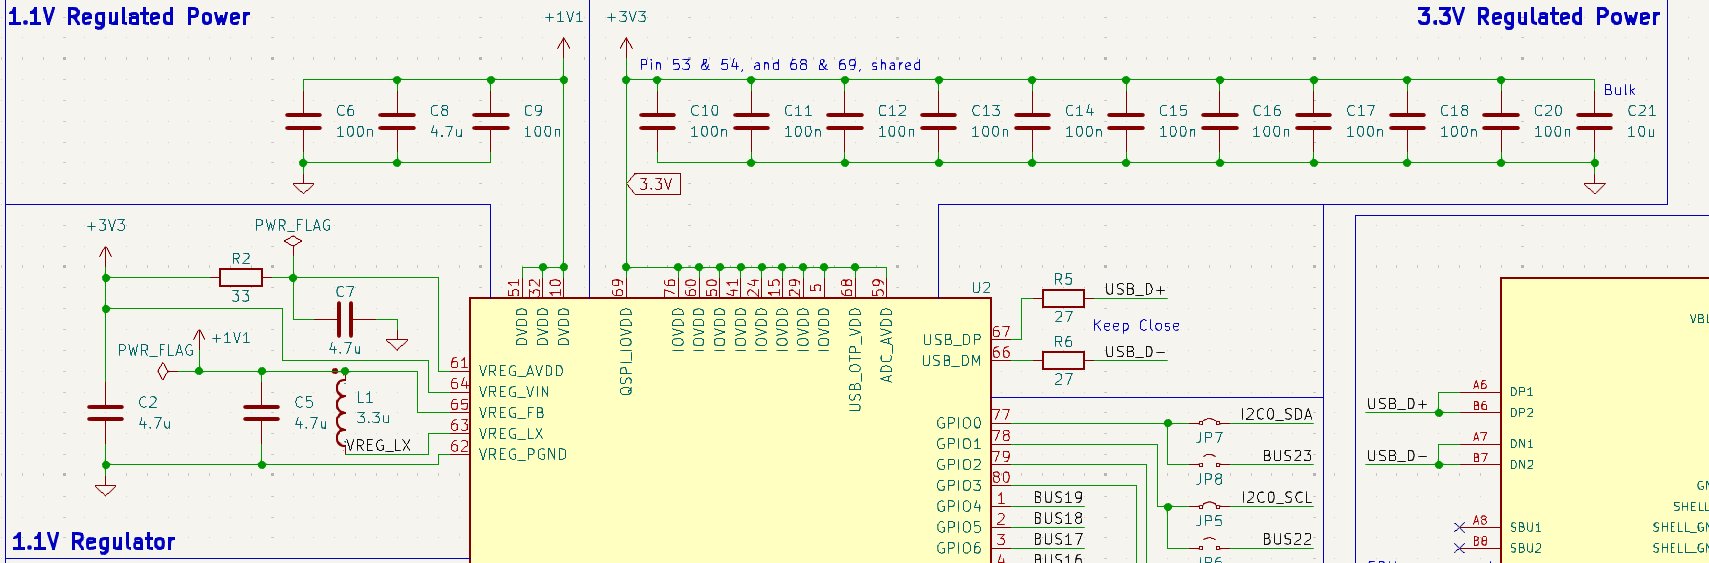 1.1V Regulated Power
+1V1
+3V3
3.3V Regulated Power
Pin 53 & 54, and 68 & 69, shared
Bulk
C6
100n
C8
4.7u
C9
100n
C10
100n
C11
100n
C12
100n
C13
100n
C14
100n
C15
100n
C16
100n
C17
100n
C18
100n
C20
100n
C21
10u
3.3V
+3V3
PWR_FLAG
R2
33
C7
4.7u
+1V1
PWR_FLAG
C2
4.7u
C5
4.7u
L1
3.3u
VREG_LX
1.1V Regulator
51
32
10
69
76
60
50
41
24
15
29
5
68
59
U2
DVDD
DVDD
DVDD
QSPI_IOVDD
IOVDD
IOVDD
IOVDD
IOVDD
IOVDD
IOVDD
IOVDD
IOVDD
USB_OTP_VDD
ADC_AVDD
61 VREG_AVDD
64 VREG_VIN
65 VREG_FB
63 VREG_LX
62 VREG_PGND
USB_DP 67
USB_DM 66
R5
27
USB_D+
Keep Close
R6
27
USB_D-
GPIO0 77
GPIO1 78
GPIO2 79
GPIO3 80
GPIO4 1 BUS19
GPIO5 2 BUS18
GPIO6 3 BUS17
4 BUS16
I2C0_SDA
JP7
BUS23
JP8
I2C0_SCL
JP5
BUS22
JP6
USB_D+
USB_D-
A6 DP1
B6 DP2
A7 DN1
B7 DN2
A8 SBU1
B8 SBU2